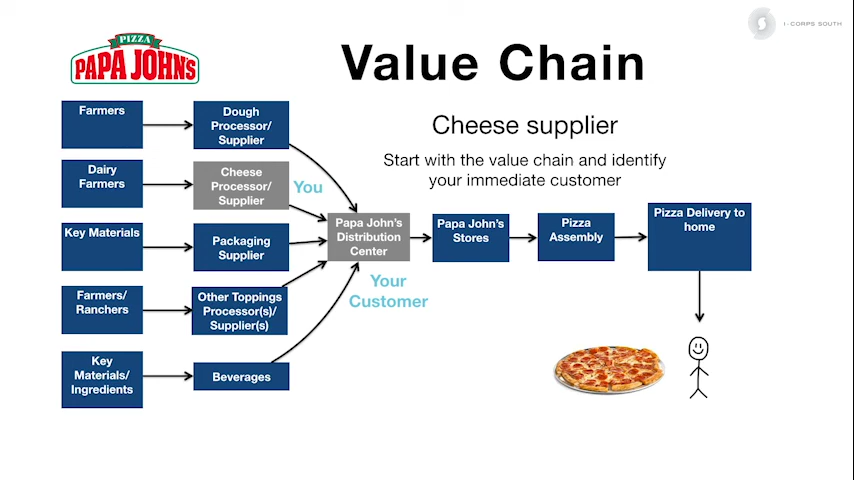 I-CORPS SOUTH
PIZZA
PAPA JOHNS
Value Chain
Cheese supplier
Start with the value chain and identify
your immediate customer
Farmers
Dough
Processor/
Supplier
Dairy
Farmers
Cheese
Processor/
Supplier
You
Key Materials
Packaging
Supplier
Farmers/
Ranchers
Other Toppings
Processor(s)/
Supplier(s)
Key
Materials/
Ingredients
Beverages
Papa John's
Distribution
Center
Your
Customer
Papa John's
Stores
Pizza
Assembly
Pizza Delivery to
home